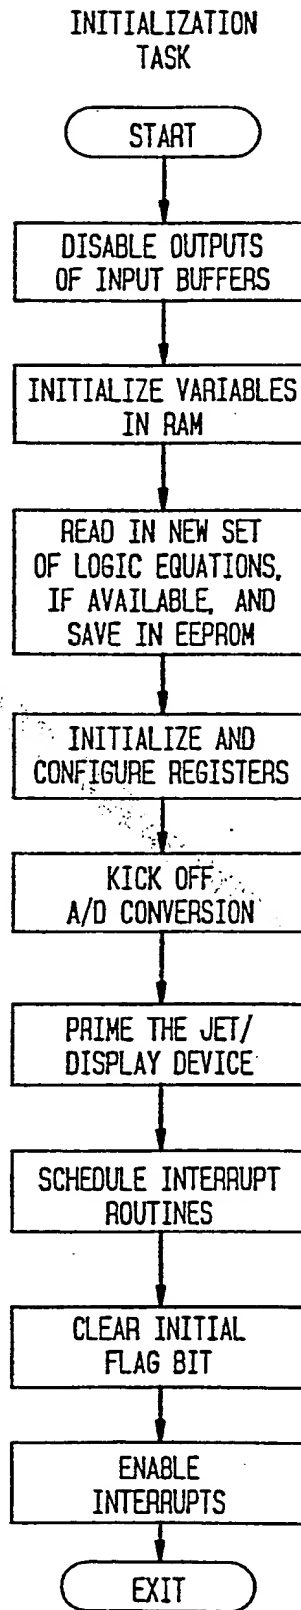 INITIALIZATION
TASK
START
DISABLE OUTPUTS
OF INPUT BUFFERS
INITIALIZE VARIABLES
IN RAM
READ IN NEW SET
OF LOGIC EQUATIONS,
IF AVAILABLE, AND
SAVE IN EEPROM
INITIALIZE AND
CONFIGURE REGISTERS
KICK OFF
A/D CONVERSION
PRIME THE JET/
DISPLAY DEVICE
SCHEDULE INTERRUPT
ROUTINES
CLEAR INITIAL
FLAG BIT
ENABLE
INTERRUPTS
EXIT